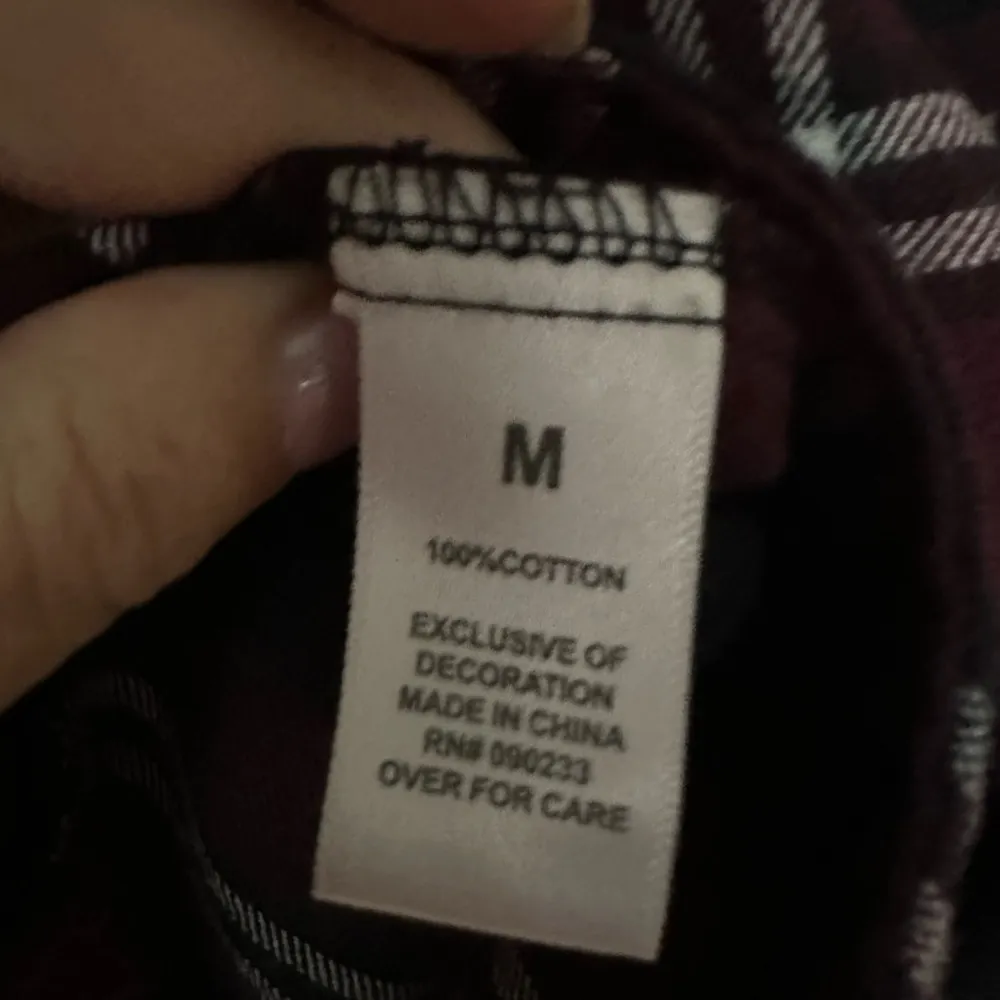 M
100%COTTON
EXCLUSIVE OF
DECORATION
MADE IN CHINA
RN# 090233
OVER FOR CARE